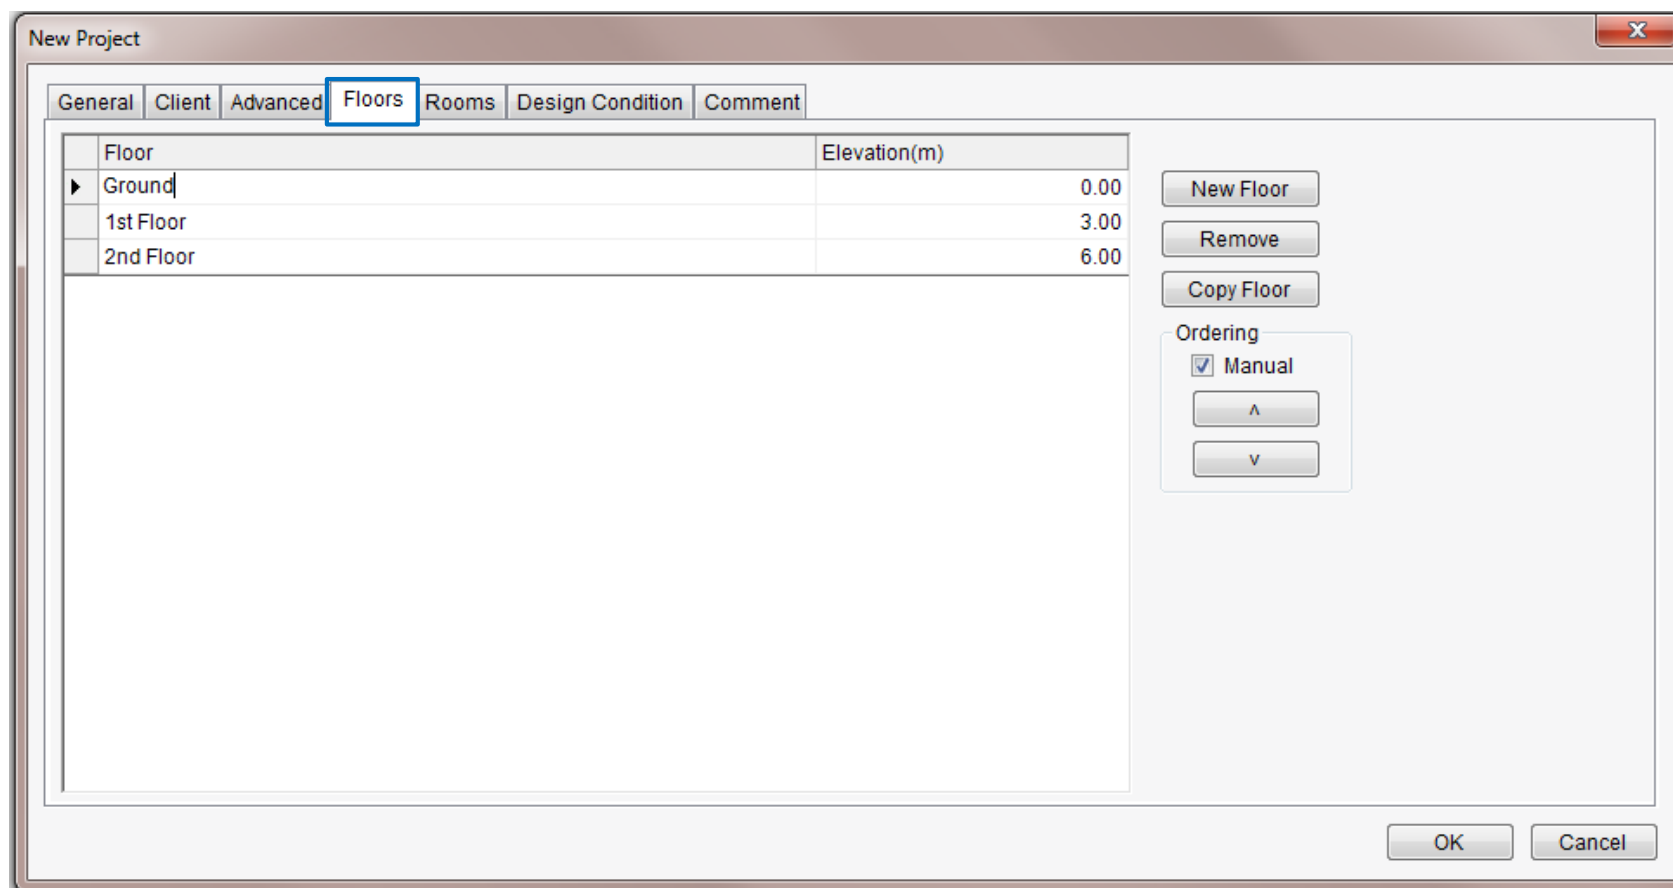 New Project
X
General Client Advanced Floors Rooms Design Condition Comment
Floor Elevation(m)
Ground 0.00
1st Floor 3.00
2nd Floor 6.00
New Floor
Remove
Copy Floor
Ordering
Manual
^
v
OK Cancel